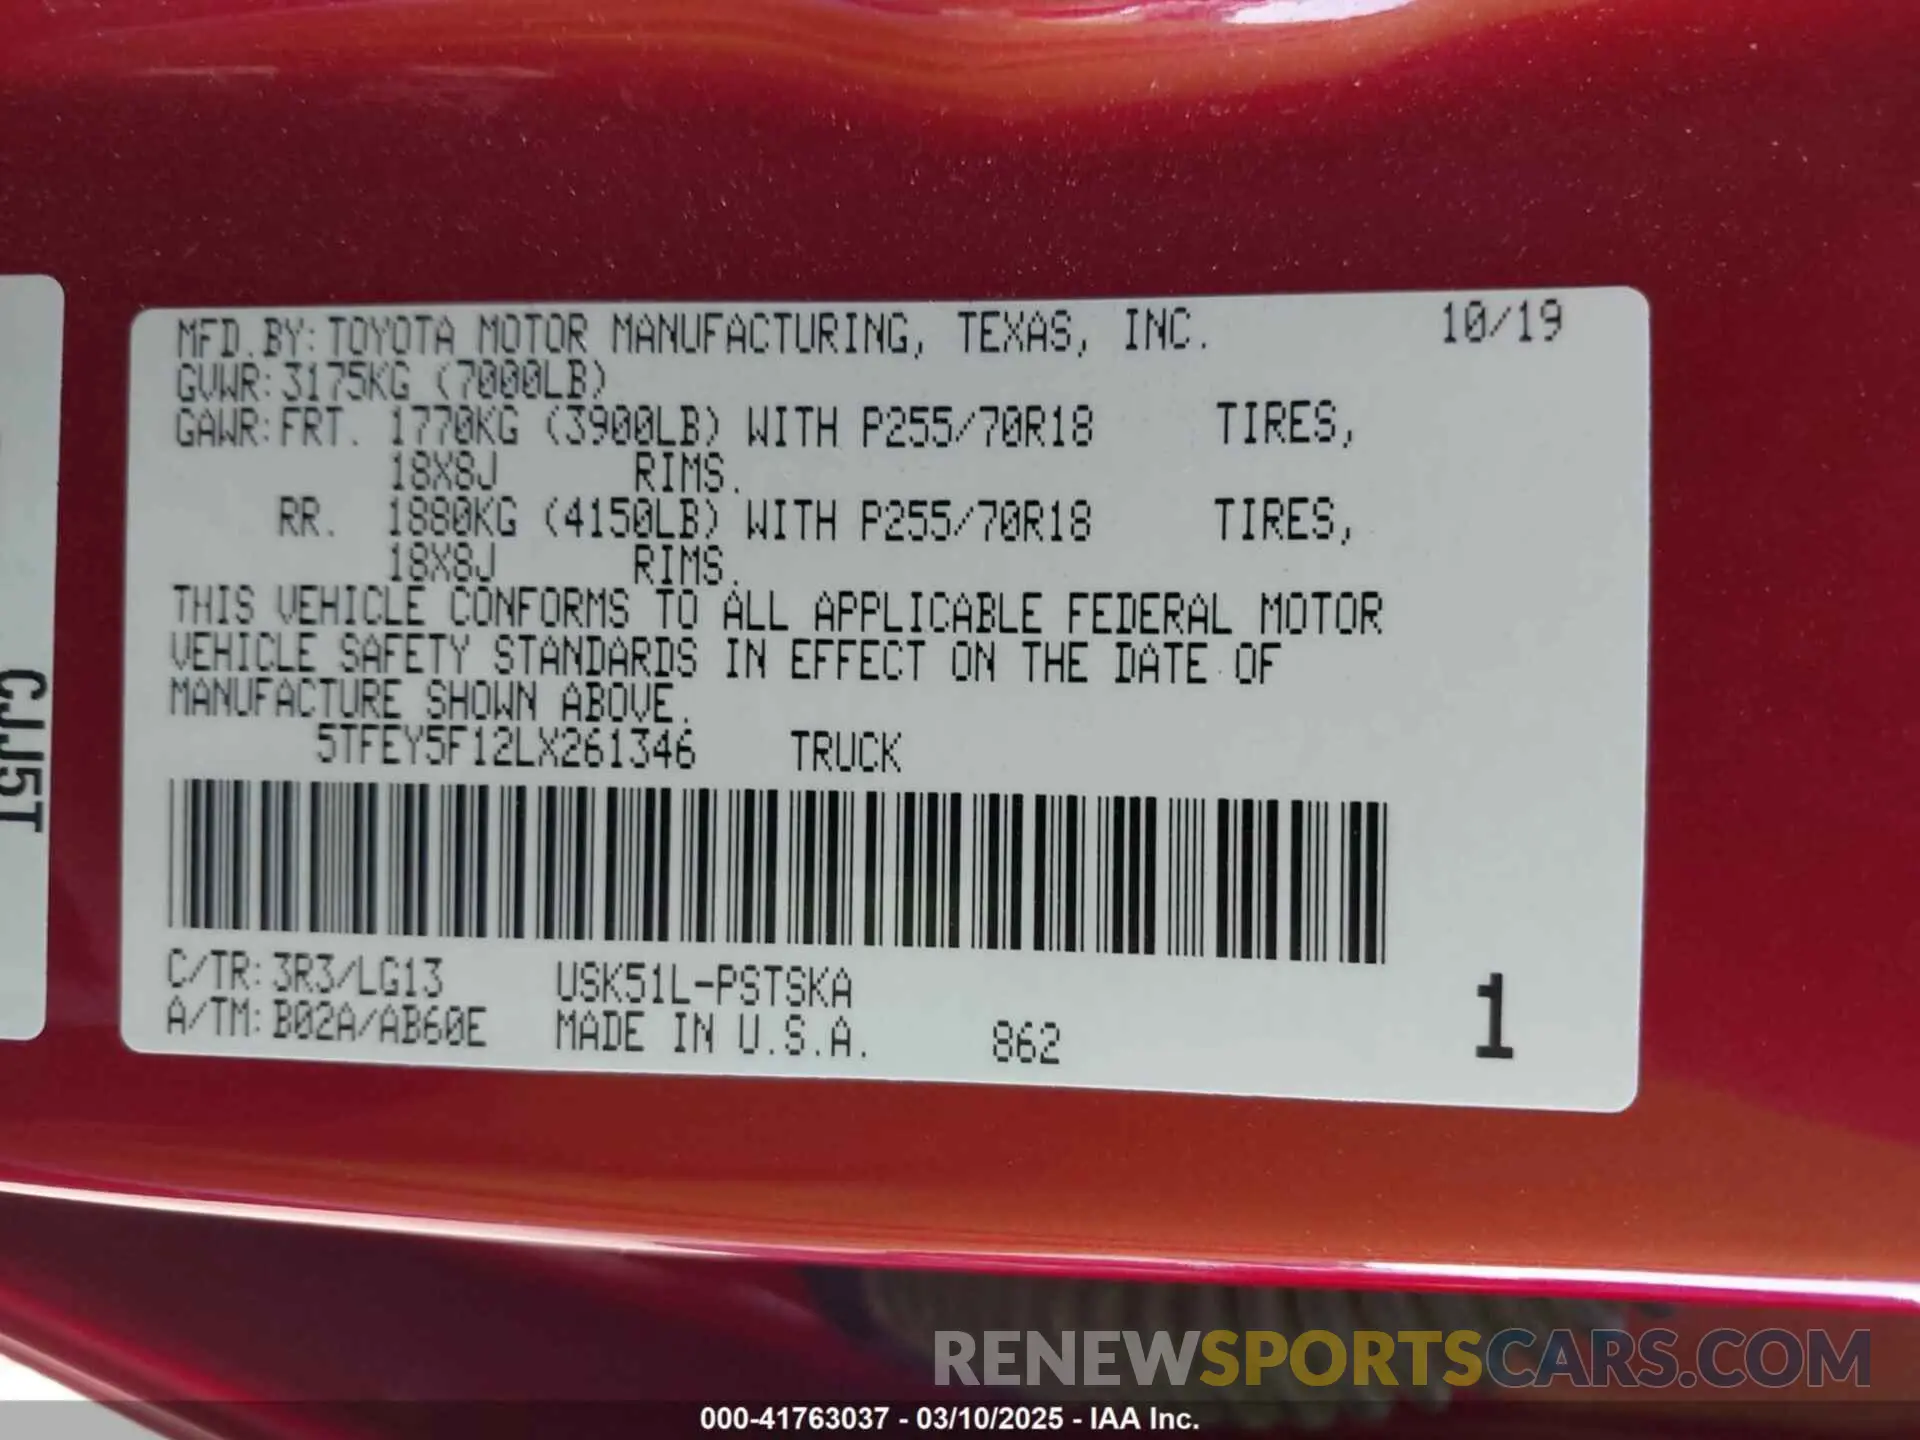 MFD.BY: TOYOTA MOTOR MANUFACTURING, TEXAS, INC. 10/19
GVWR: 3175KG (7000LB)
GAWR: FRT. 1770KG (3900LB) WITH P255/70R18 TIRES,
18X8J RIMS.
RR. 1880KG (4150LB) WITH P255/70R18 TIRES,
18X8J RIMS.
THIS VEHICLE CONFORMS TO ALL APPLICABLE FEDERAL MOTOR
VEHICLE SAFETY STANDARDS IN EFFECT ON THE DATE OF
MANUFACTURE SHOWN ABOVE.
5TFEY5F12LX261346 TRUCK
C/TR: 3R3/LG13 USK51L-PSTSKA
A/TM: B02A/AB60E MADE IN U.S.A. 862 1
CJJ5T
RENEWSPORTSCARS.COM
000-41763037 - 03/10/2025 - IAA Inc.